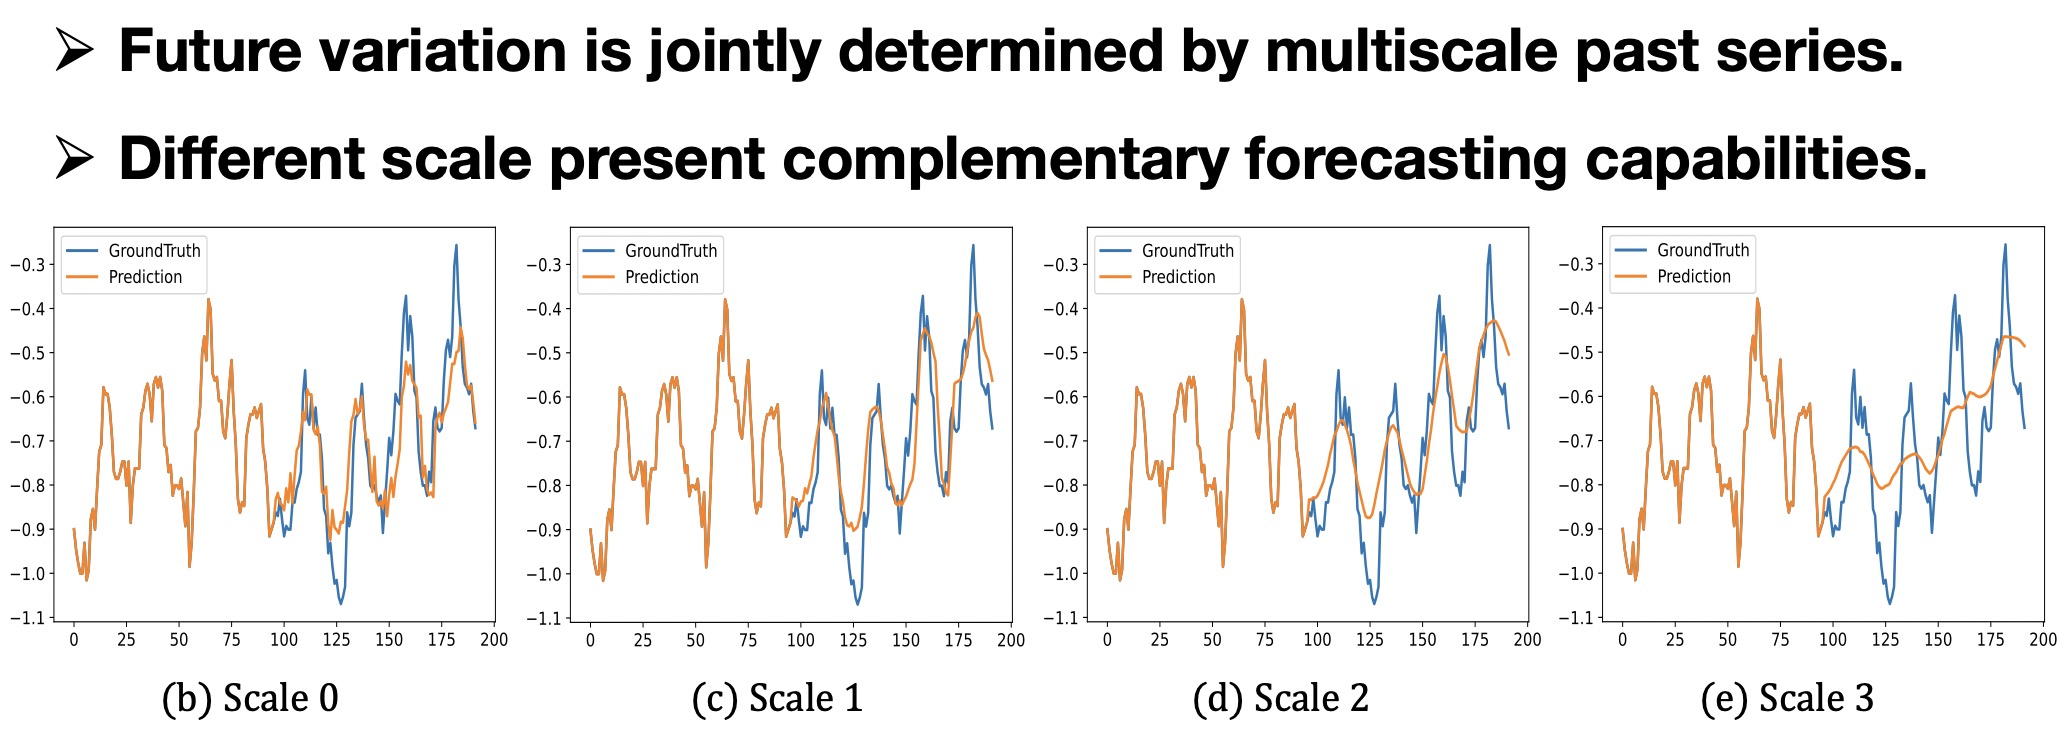 ➢ Future variation is jointly determined by multiscale past series.
➢ Different scale present complementary forecasting capabilities.
GroundTruth
Prediction
−0.3
−0.4
−0.5
−0.6
−0.7
−0.8
−0.9
−1.0
−1.1
0 25 50 75 100 125 150 175 200
(b) Scale 0
GroundTruth
Prediction
−0.3
−0.4
−0.5
−0.6
−0.7
−0.8
−0.9
−1.0
−1.1
0 25 50 75 100 125 150 175 200
(c) Scale 1
GroundTruth
Prediction
−0.3
−0.4
−0.5
−0.6
−0.7
−0.8
−0.9
−1.0
−1.1
0 25 50 75 100 125 150 175 200
(d) Scale 2
GroundTruth
Prediction
−0.3
−0.4
−0.5
−0.6
−0.7
−0.8
−0.9
−1.0
−1.1
0 25 50 75 100 125 150 175 200
(e) Scale 3